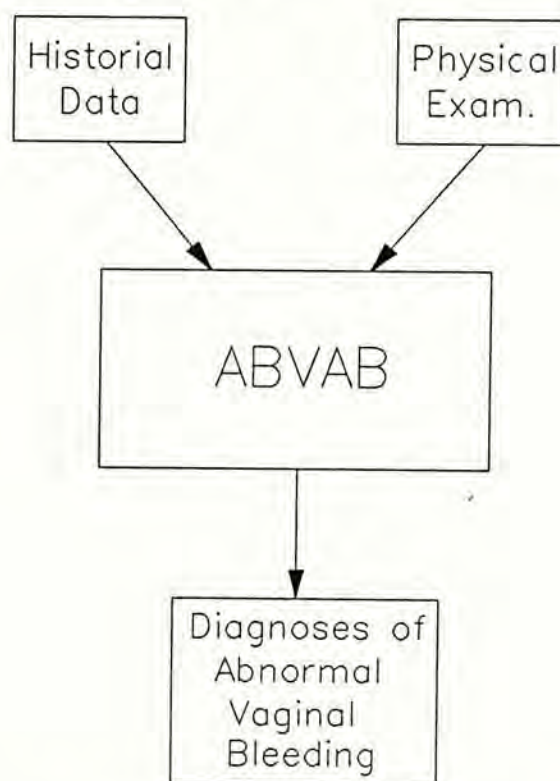 Historial
Data
Physical
Exam.
ABVAB
Diagnoses of
Abnormal
Vaginal
Bleeding